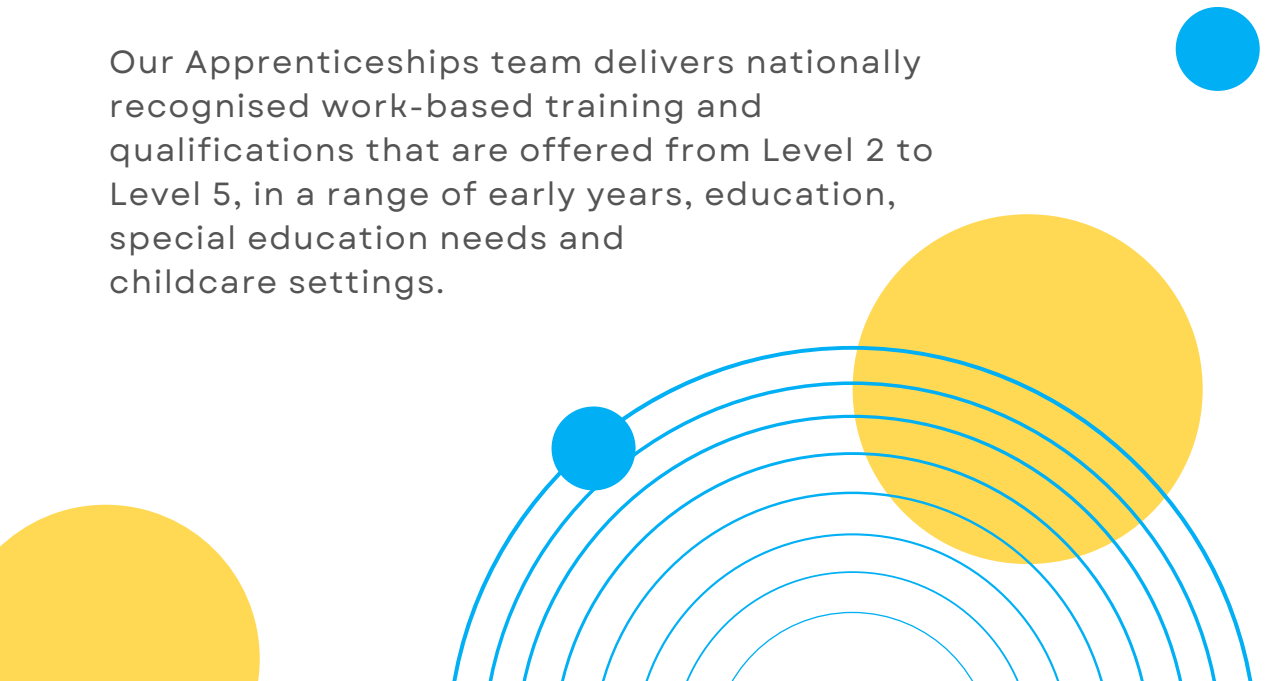 Our Apprenticeships team delivers nationally
recognised work-based training and
qualifications that are offered from Level 2 to
Level 5, in a range of early years, education,
special education needs and
childcare settings.